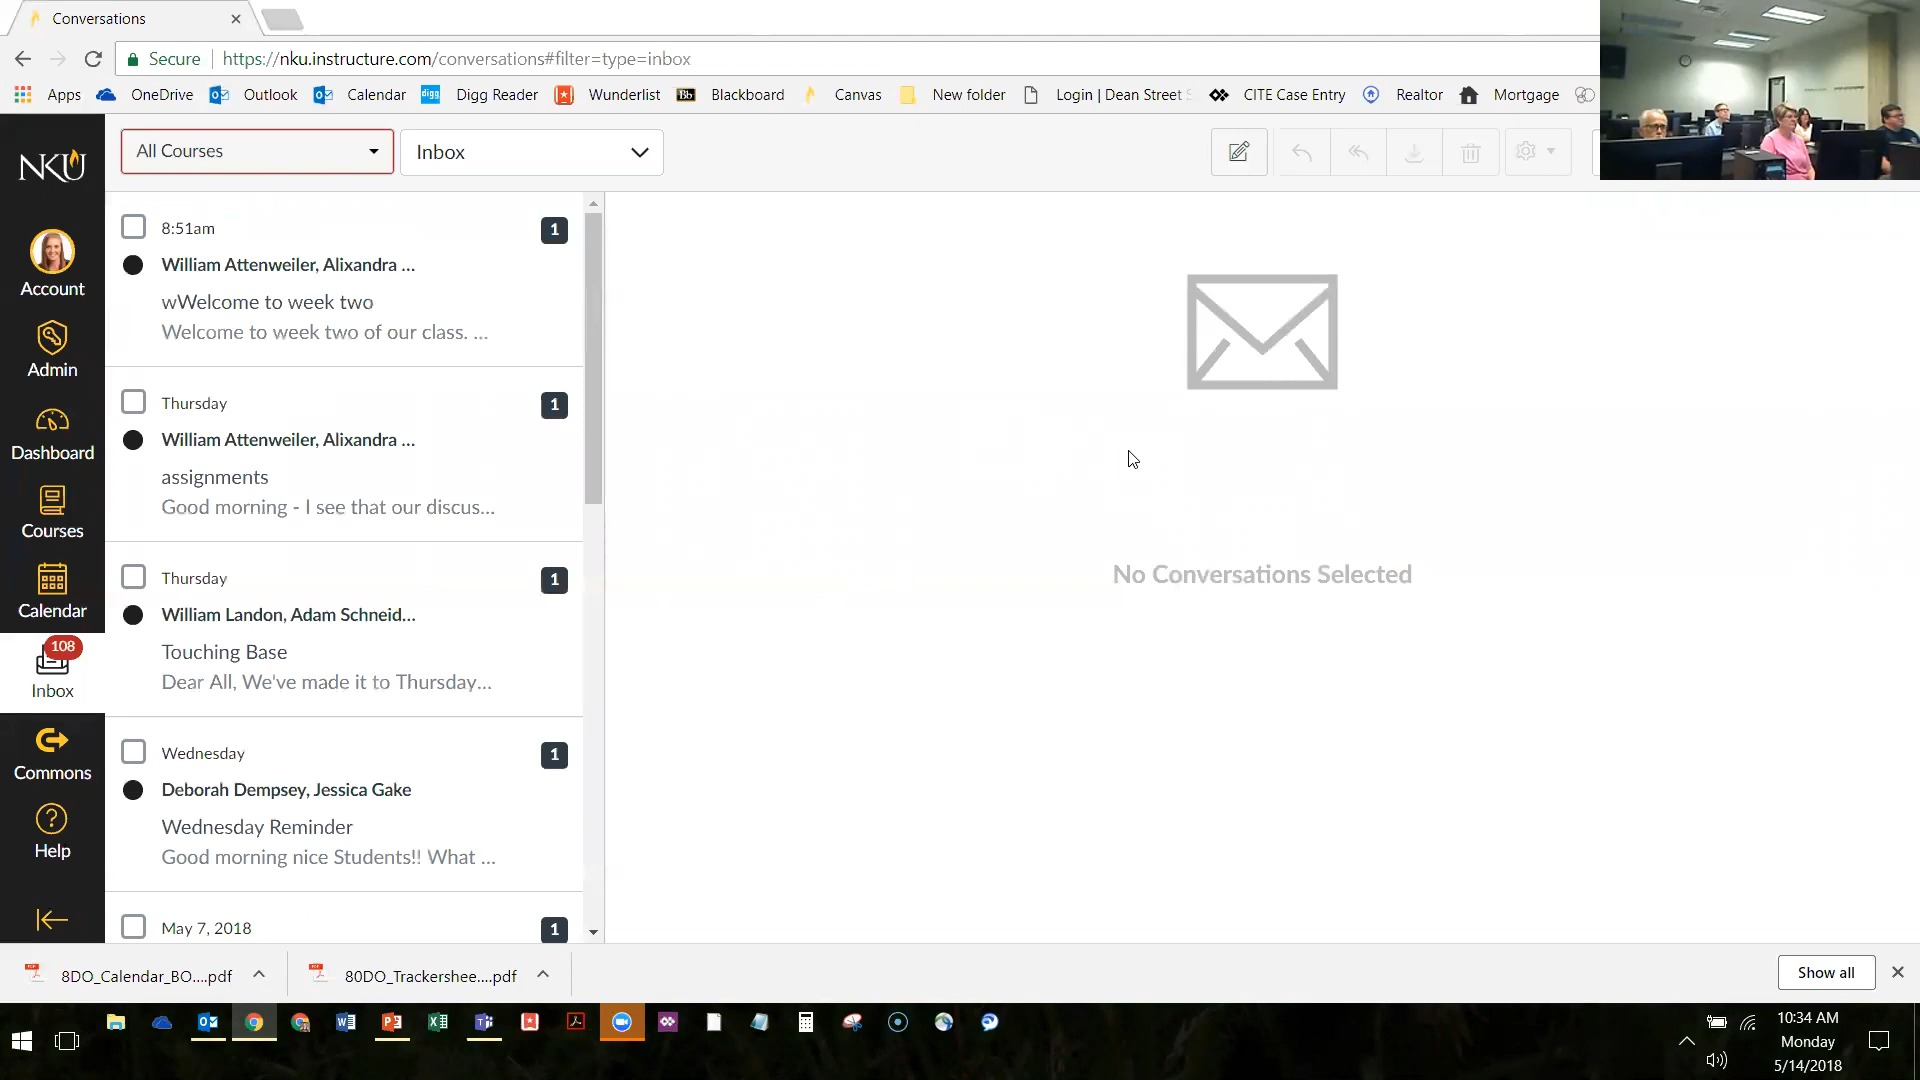 Conversations
Secure https://nku.instructure.com/conversations#filter=type=inbox
Apps OneDrive Outlook Calendar digg Digg Reader Wunderlist Bb Blackboard Canvas New folder Login | Dean Street S CITE Case Entry Realtor Mortgage
All Courses Inbox
NKU
Account
Admin
Dashboard
Courses
Calendar
108
Inbox
Commons
Help
8:51am 1
William Attenweiler, Alixandra ...
wWelcome to week two
Welcome to week two of our class. ...
Thursday 1
William Attenweiler, Alixandra ...
assignments
Good morning - I see that our discus...
Thursday 1
William Landon, Adam Schneid...
Touching Base
Dear All, We've made it to Thursday...
Wednesday 1
Deborah Dempsey, Jessica Gake
Wednesday Reminder
Good morning nice Students!! What ...
May 7, 2018 1
No Conversations Selected
8DO_Calendar_BO....pdf 80DO_Trackershee....pdf Show all
10:34 AM
Monday
5/14/2018